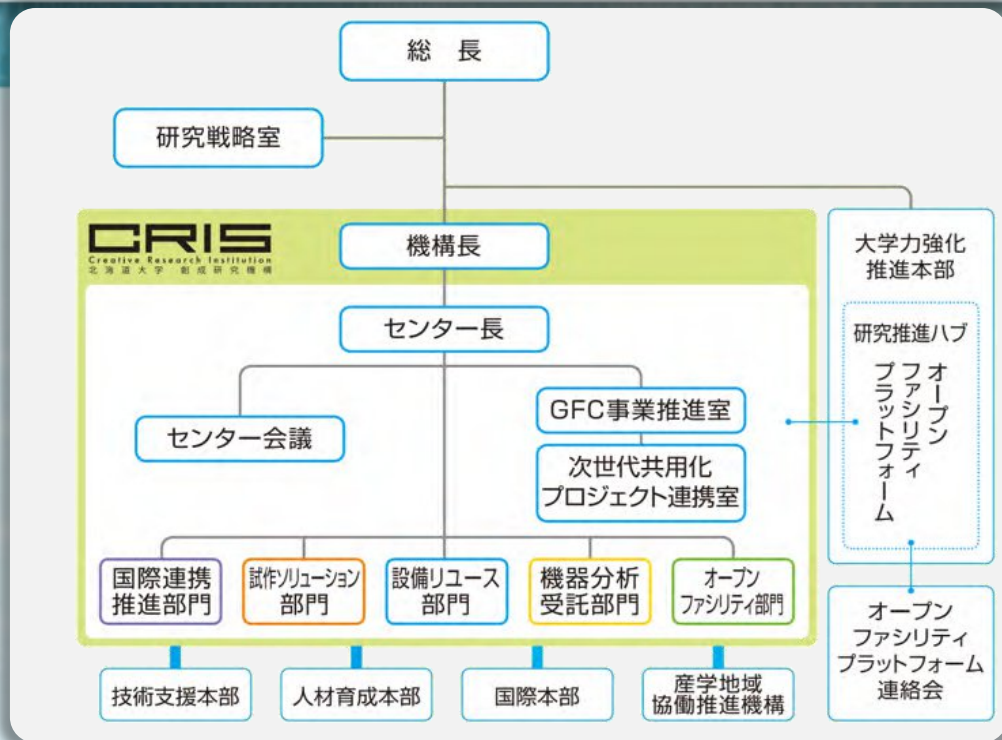 総 長
研究戦略室
CRIS
Creative Research Institution
北海道大学 創成研究機構
機構長
大学力強化
推進本部
センター長
研究推進ハブ
オープン
ファシリティ
プラットフォーム
センター会議
GFC事業推進室
次世代共用化
プロジェクト連携室
国際連携
推進部門
試作ソリューション
部門
設備リユース
部門
機器分析
受託部門
オープン
ファシリティ部門
オープン
ファシリティ
プラットフォーム
連絡会
技術支援本部
人材育成本部
国際本部
産学地域
協働推進機構